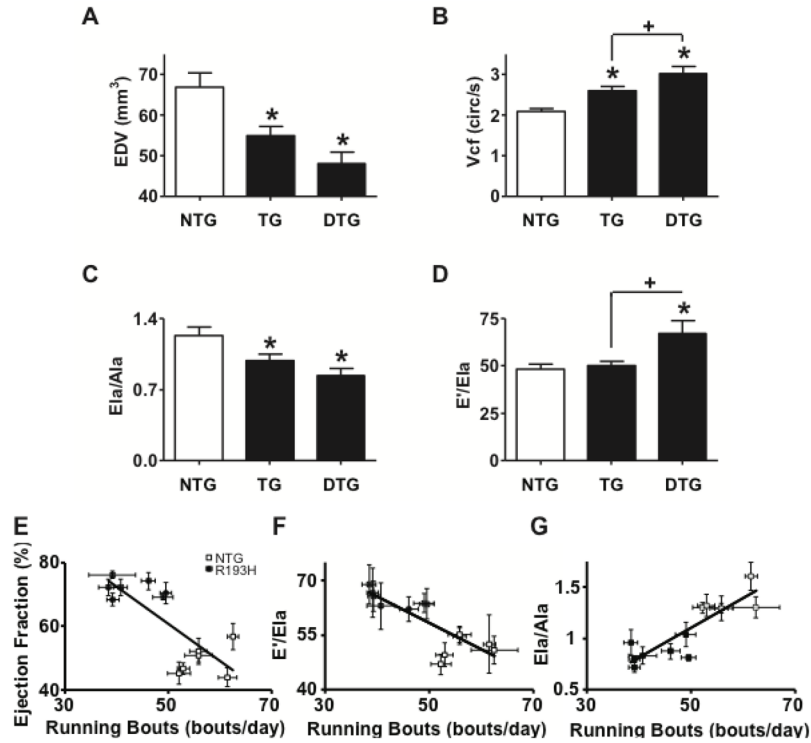 A
B
EDV (mm³)
70
60
50
40
*
*
NTG TG DTG
Vcf (circ/s)
3
2
1
0
+
*
*
NTG TG DTG
C
D
Ela/Ala
1.4
0.7
0.0
*
*
NTG TG DTG
E'/Ela
75
50
25
0
+
*
NTG TG DTG
E
Ejection Fraction (%)
80
60
40
NTG
R193H
30 50 70
Running Bouts (bouts/day)
F
E'/Ela
70
55
40
30 50 70
Running Bouts (bouts/day)
G
Ela/Ala
1.5
1
0.5
30 50 70
Running Bouts (bouts/day)